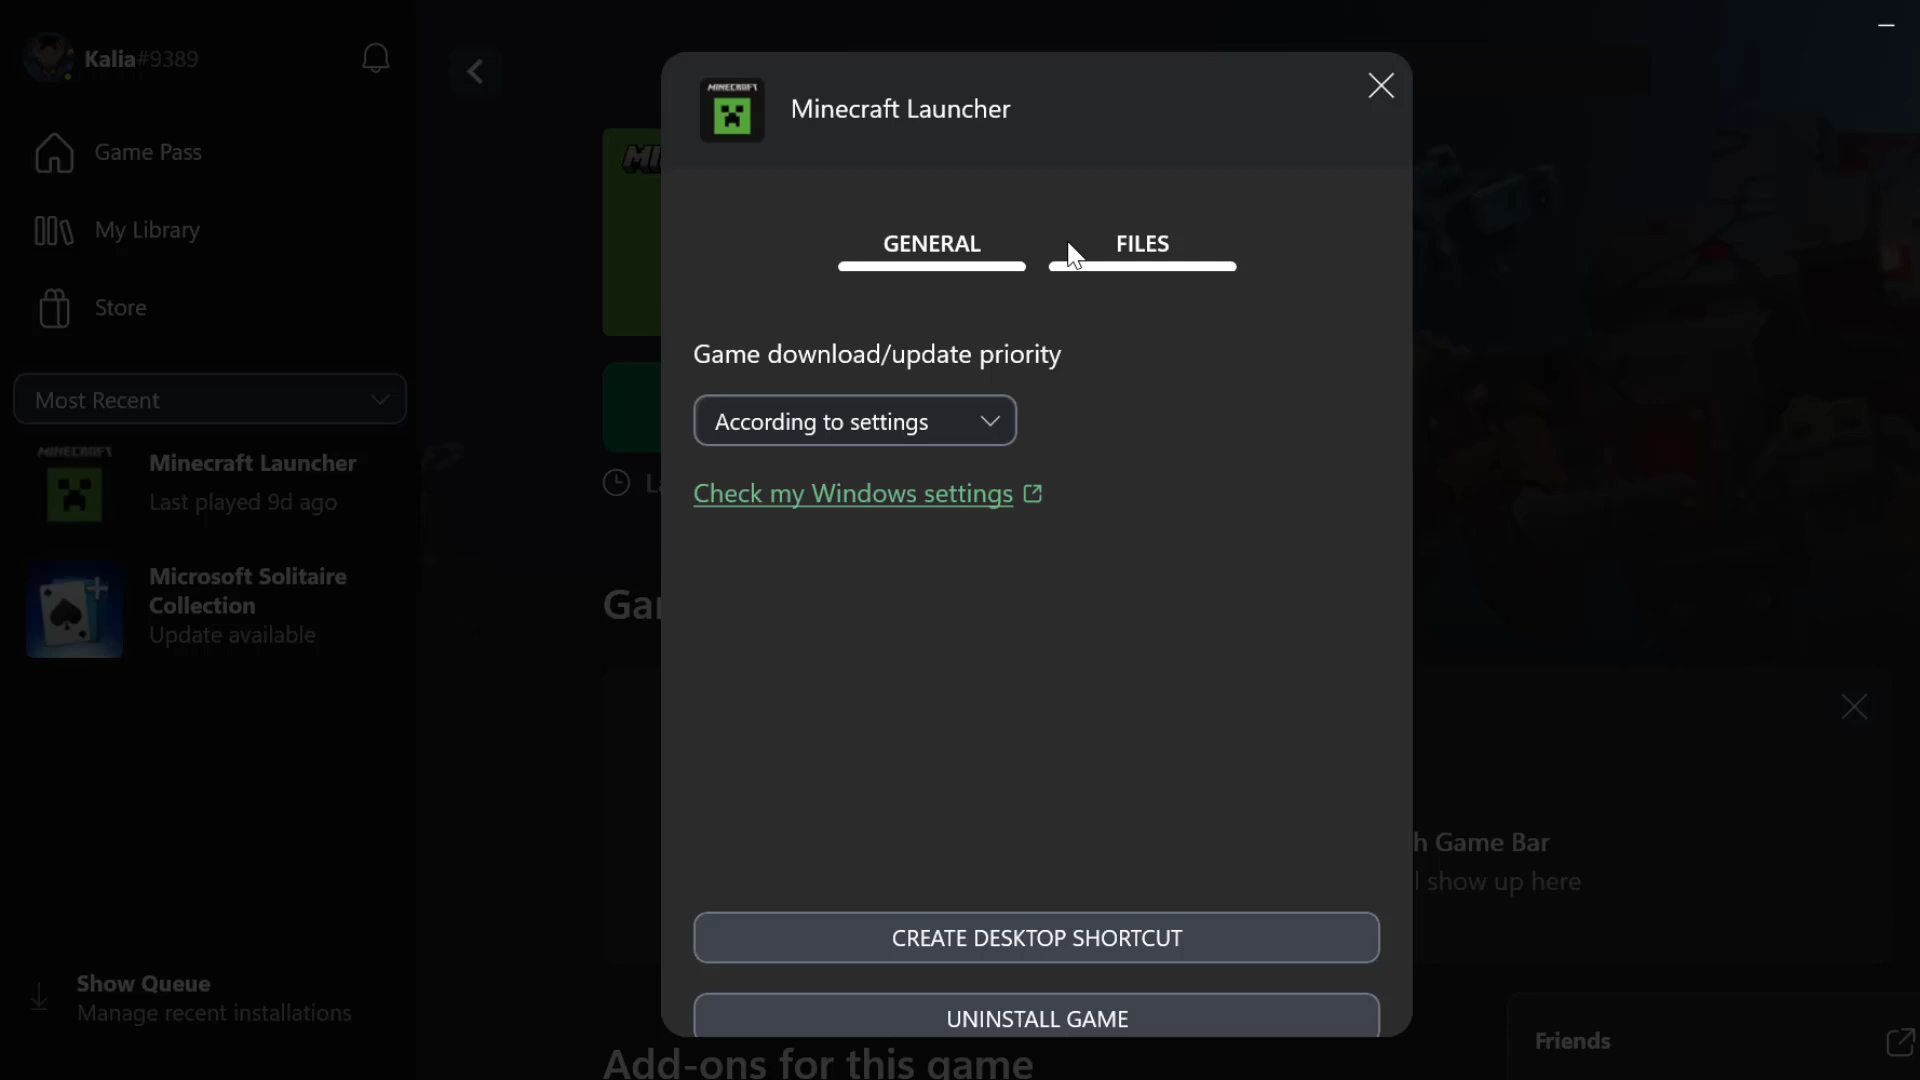 Kalia#9389
Game Pass
My Library
Store
Most Recent
MINECRAFT
Minecraft Launcher
Last played 9d ago
Microsoft Solitaire
Collection
Update available
Show Queue
Manage recent installations
MINECRAFT
Minecraft Launcher
GENERAL FILES
Game download/update priority
According to settings
Check my Windows settings
CREATE DESKTOP SHORTCUT
UNINSTALL GAME
h Game Bar
l show up here
Add-ons for this game
Friends